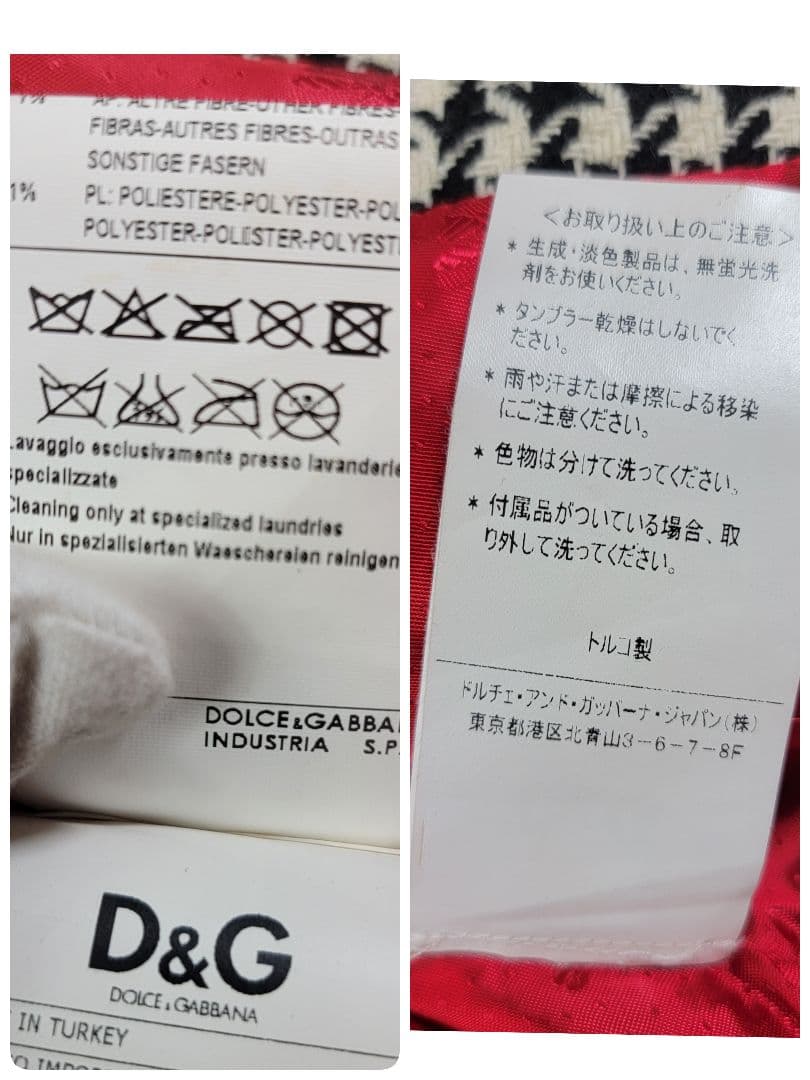 1%
AP: ALTRE FIBRE-OTHER FIBRES-
FIBRAS-AUTRES FIBRES-OUTRAS
SONSTIGE FASERN
1% PL: POLIESTERE-POLYESTER-POL
POLYESTER-POLIESTER-POLYEST
Lavaggio esclusivamente presso lavanderie
specializzate
Cleaning only at specialized laundries
Nur in spezialisierten Waeschereien reinigen
DOLCE&GABBA
INDUSTRIA S.P.
D&G
DOLCE&GABBANA
IN TURKEY
<お取り扱い上のご注意>
* 生成・淡色製品は、無蛍光洗
剤をお使いください。
* タンブラー乾燥はしないでく
ださい。
* 雨や汗または摩擦による移染
にご注意ください。
* 色物は分けて洗ってください。
* 付属品がついている場合、取
り外して洗ってください。
トルコ製
ドルチェ・アンド・ガッバーナ・ジャパン(株)
東京都港区北青山3-6-7-8F